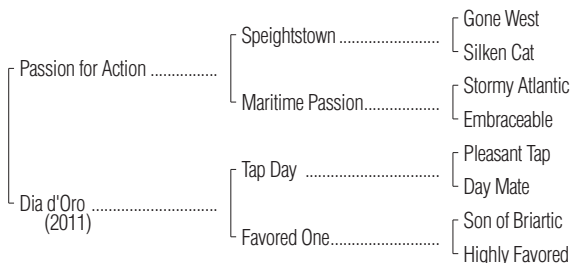 Gone West
Speightstown ....................
Silken Cat
Passion for Action .............
Stormy Atlantic
Maritime Passion...............
Embraceable
Pleasant Tap
Tap Day ..........................
Day Mate
Dia d'Oro .........................
(2011)
Son of Briartic
Favored One.....................
Highly Favored